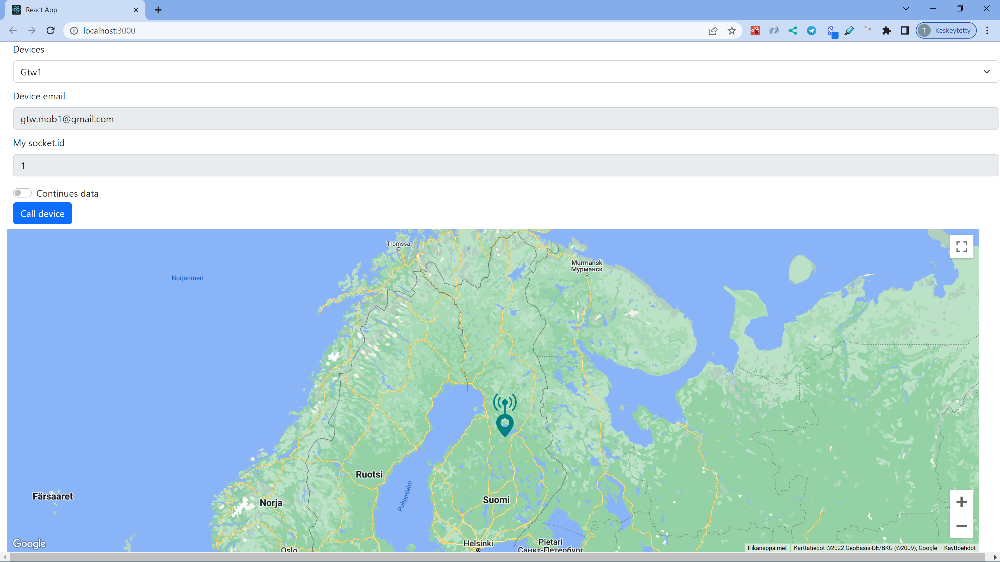 React App
localhost:3000
T Keskeytetty
Devices
Gtw1
Device email
gtw.mob1@gmail.com
My socket.id
1
Continues data
Call device
Tromssa
Murmansk
Мурманск
Norjanmeri
Ruotsi
Pohjanlahti
Färsaaret
Norja
Suomi
Helsinki
Pietari
Санкт-Петербург
Oslo
Google
Pikanäppäimet
Karttatiedot ©2022 GeoBasis-DE/BKG (©2009), Google
Käyttöehdot